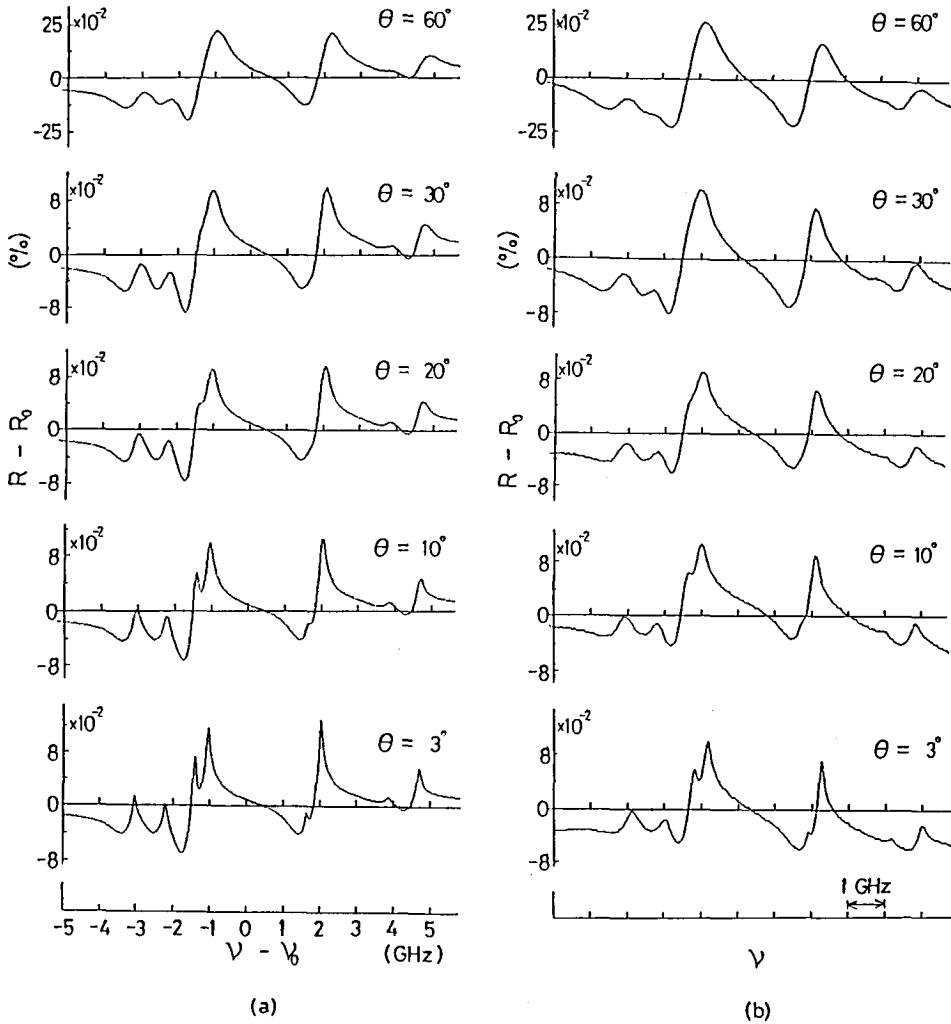 25 ×10⁻² θ = 60°
0
-25
8 ×10⁻² θ = 30°
0
-8
8 ×10⁻² θ = 20°
0
-8
8 ×10⁻² θ = 10°
0
-8
8 ×10⁻² θ = 3°
0
-8
R - R₀ (%)
-5 -4 -3 -2 -1 0 1 2 3 4 5
ν - ν₀ (GHz)
(a)
25 ×10⁻² θ = 60°
0
-25
8 ×10⁻² θ = 30°
0
-8
8 ×10⁻² θ = 20°
0
-8
8 ×10⁻² θ = 10°
0
-8
8 ×10⁻² θ = 3°
0
-8
R - R₀ (%)
1 GHz
ν
(b)